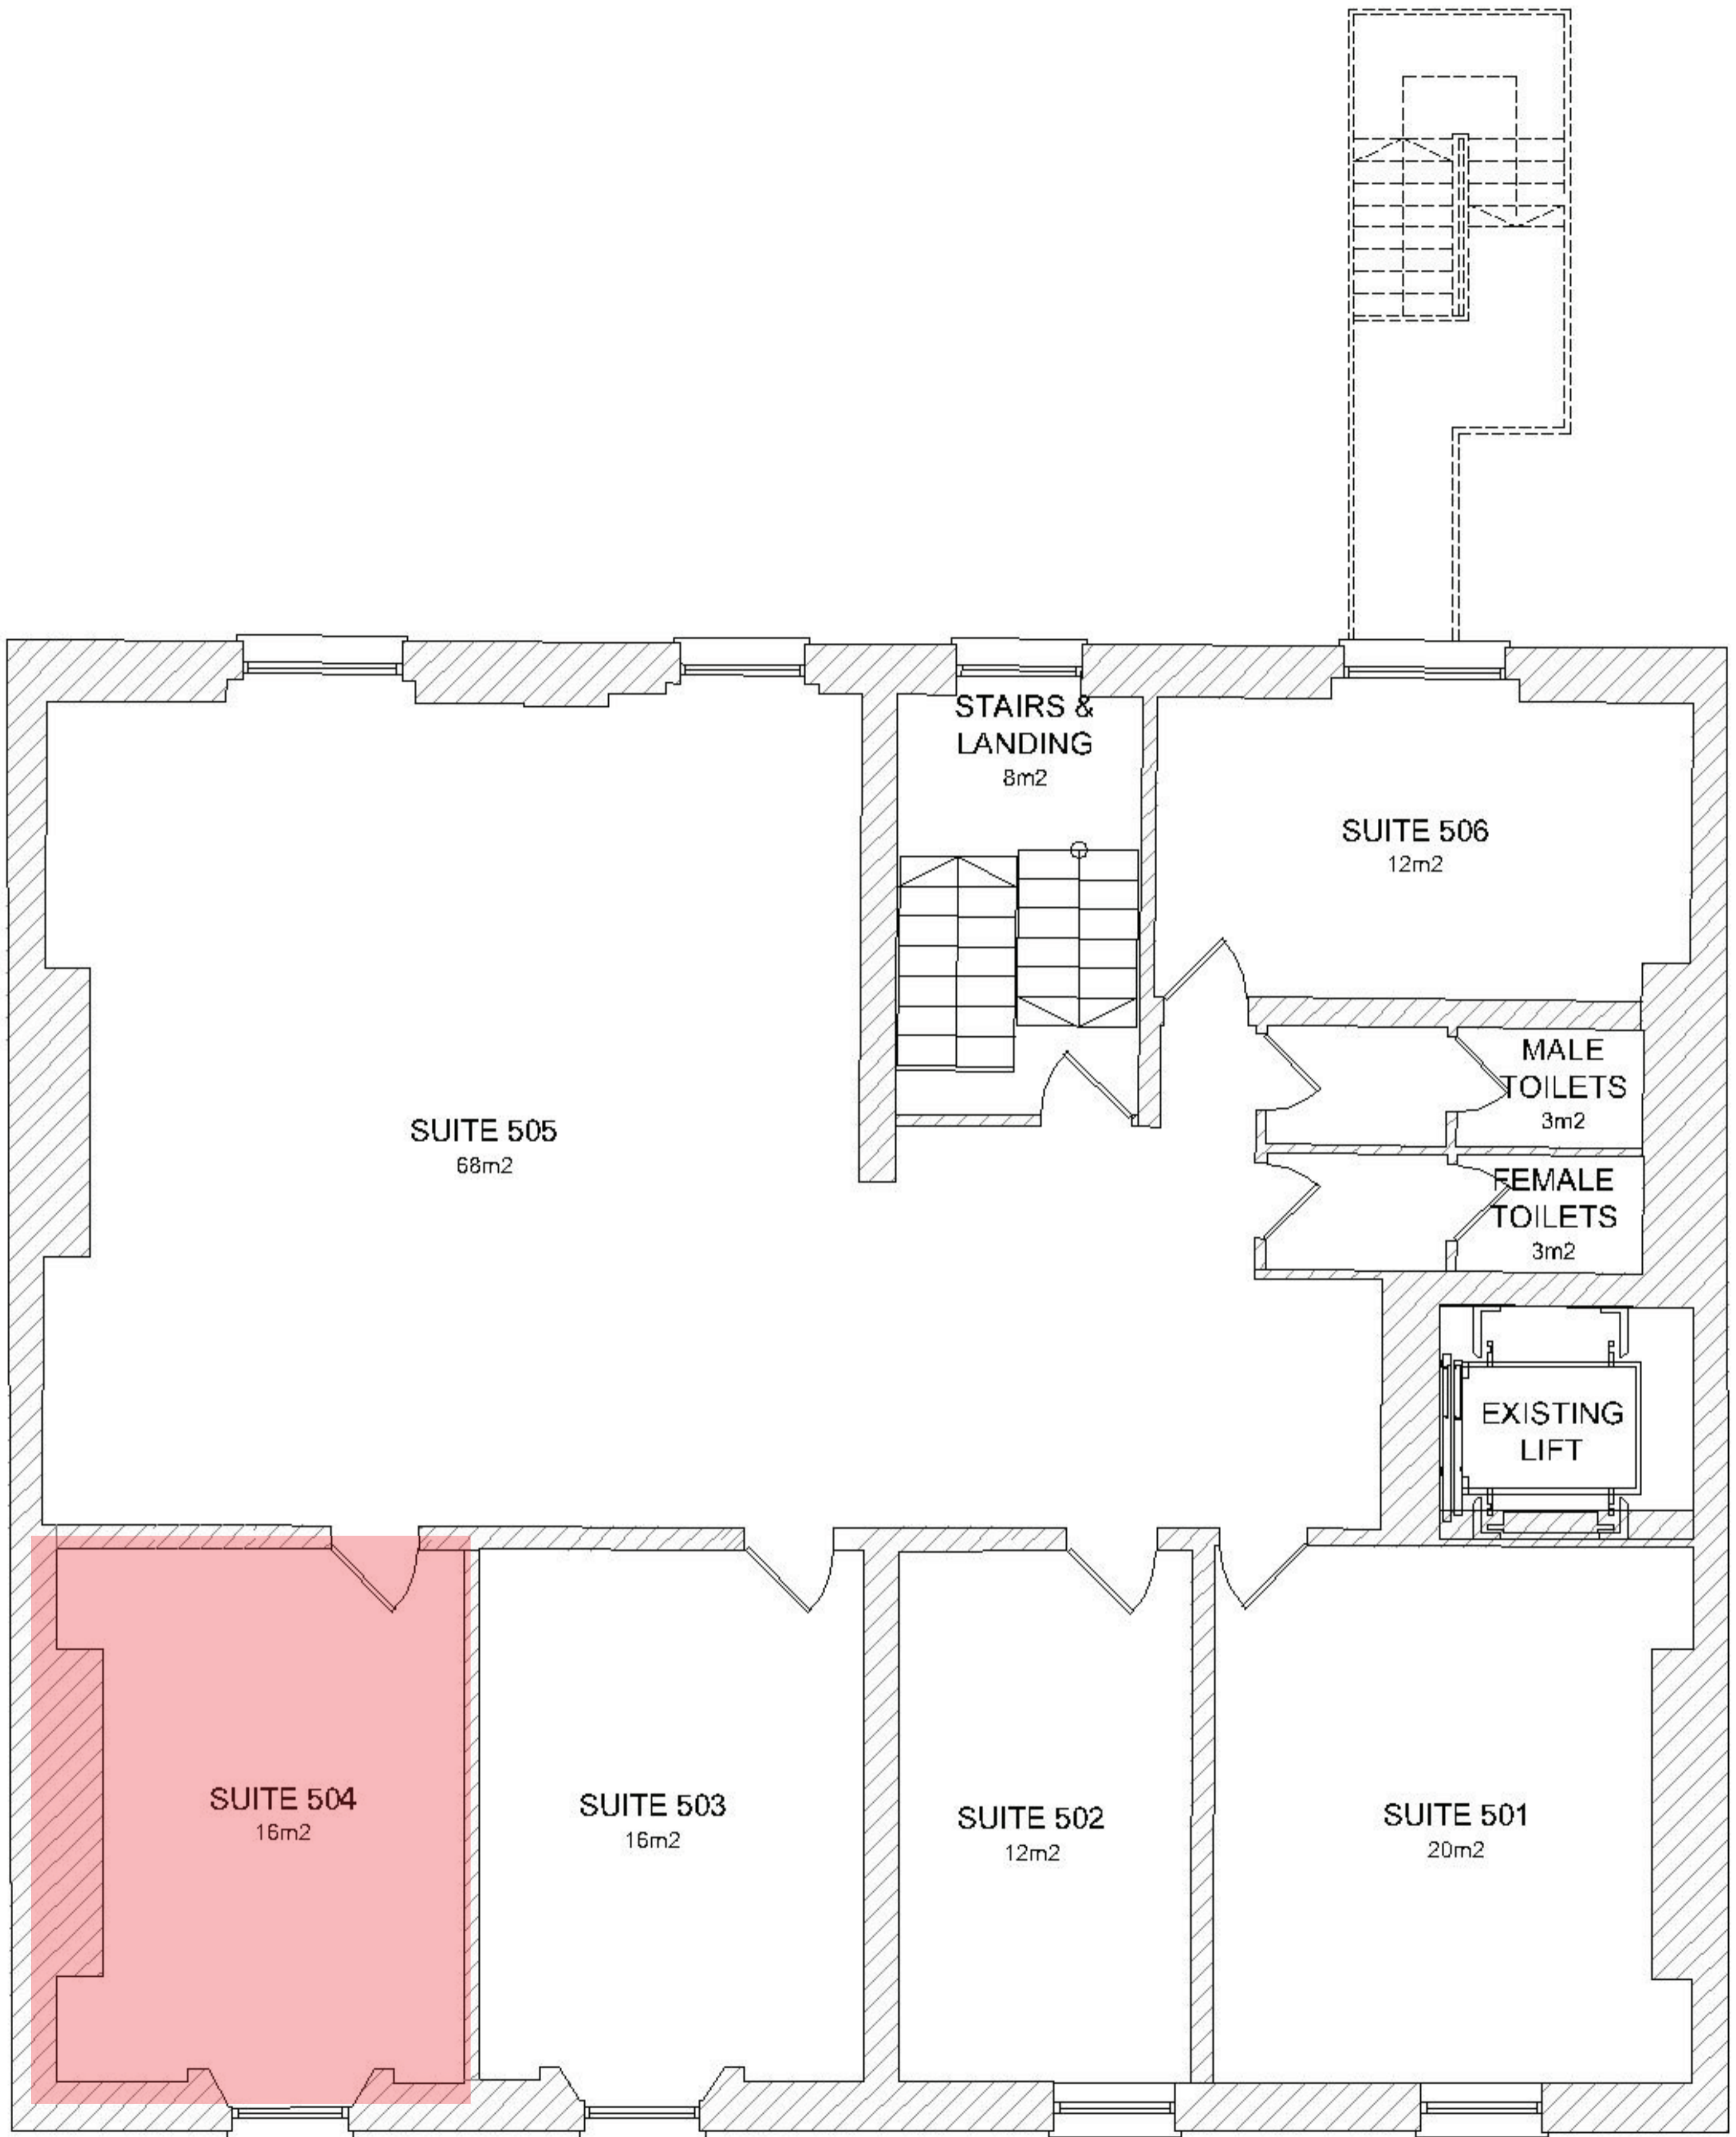 STAIRS &
LANDING
8m2
SUITE 506
12m2
MALE
TOILETS
3m2
SUITE 505
68m2
FEMALE
TOILETS
3m2
EXISTING
LIFT
SUITE 504
16m2
SUITE 503
16m2
SUITE 502
12m2
SUITE 501
20m2